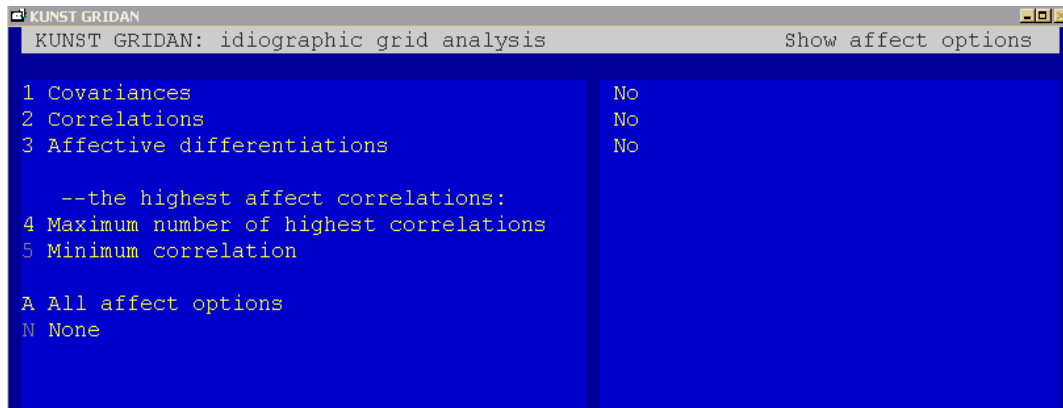 KUNST GRIDAN
KUNST GRIDAN: idiographic grid analysis Show affect options
1 Covariances No
2 Correlations No
3 Affective differentiations No
--the highest affect correlations:
4 Maximum number of highest correlations
5 Minimum correlation
A All affect options
N None